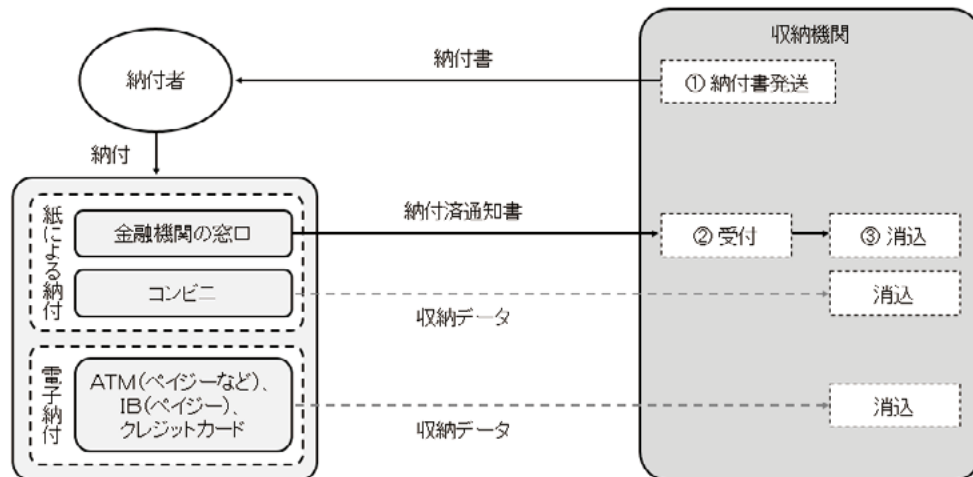 収納機関
納付書
① 納付書発送
納付者
納付
紙による納付
金融機関の窓口
納付済通知書
② 受付
③ 消込
コンビニ
収納データ
消込
電子納付
ATM(ペイジーなど)、
IB(ペイジー)、
クレジットカード
収納データ
消込